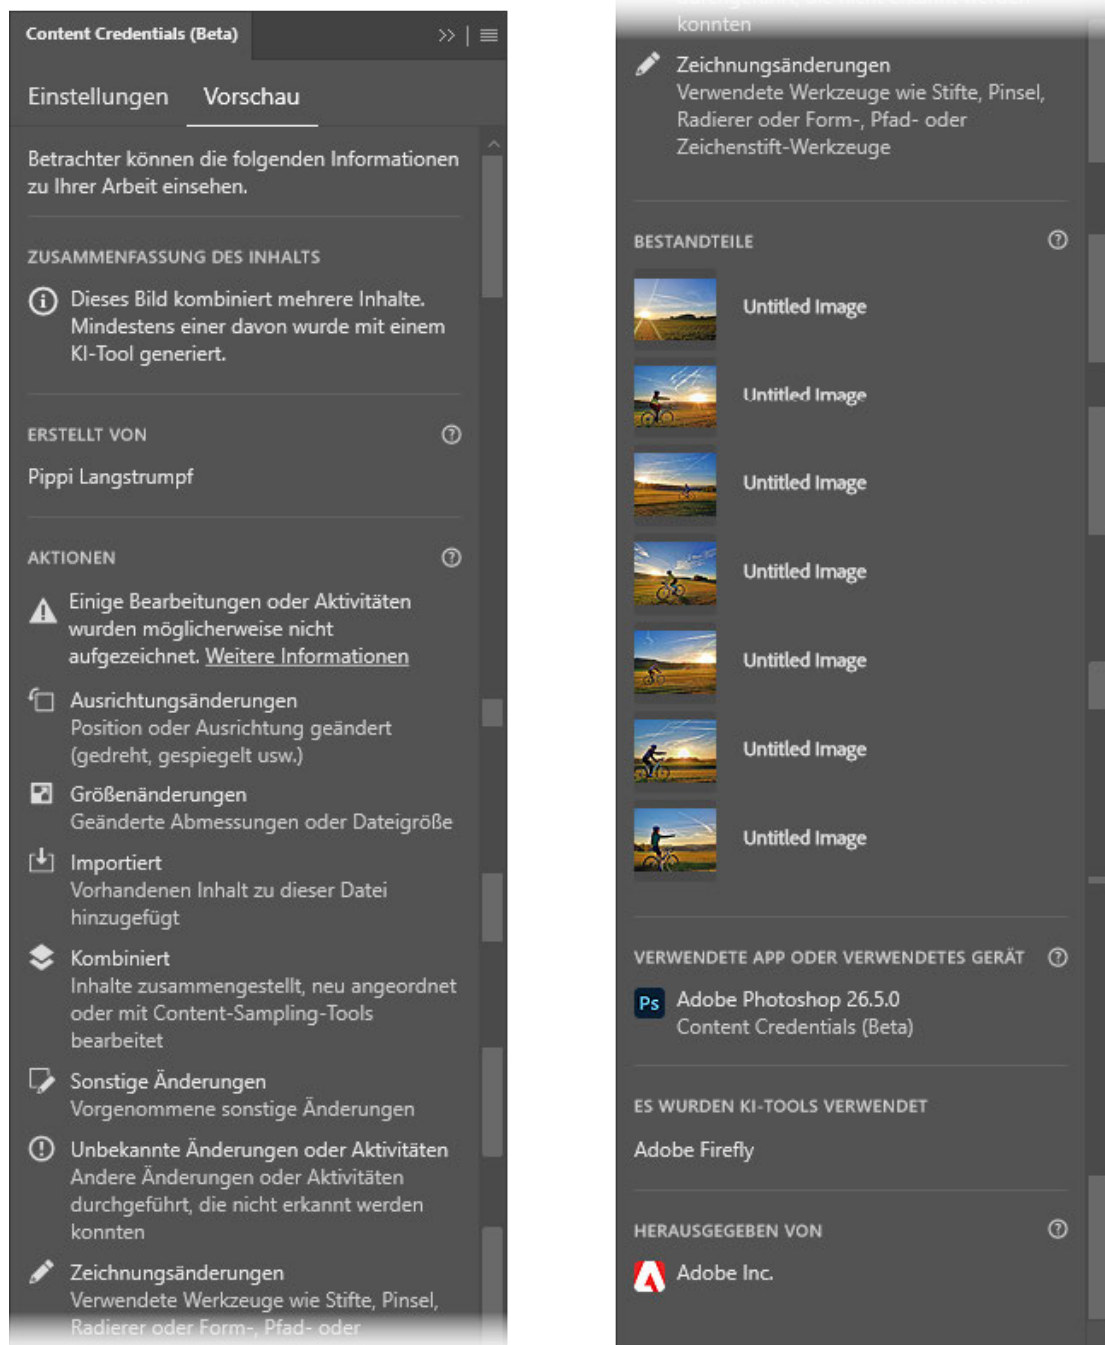 Content Credentials (Beta)
Einstellungen Vorschau
Betrachter können die folgenden Informationen
zu Ihrer Arbeit einsehen.
ZUSAMMENFASSUNG DES INHALTS
Dieses Bild kombiniert mehrere Inhalte.
Mindestens einer davon wurde mit einem
KI-Tool generiert.
ERSTELLT VON
Pippi Langstrumpf
AKTIONEN
Einige Bearbeitungen oder Aktivitäten
wurden möglicherweise nicht
aufgezeichnet. Weitere Informationen
Ausrichtungsänderungen
Position oder Ausrichtung geändert
(gedreht, gespiegelt usw.)
Größenänderungen
Geänderte Abmessungen oder Dateigröße
Importiert
Vorhandenen Inhalt zu dieser Datei
hinzugefügt
Kombiniert
Inhalte zusammengestellt, neu angeordnet
oder mit Content-Sampling-Tools
bearbeitet
Sonstige Änderungen
Vorgenommene sonstige Änderungen
Unbekannte Änderungen oder Aktivitäten
Andere Änderungen oder Aktivitäten
durchgeführt, die nicht erkannt werden
konnten
Zeichnungsänderungen
Verwendete Werkzeuge wie Stifte, Pinsel,
Radierer oder Form-, Pfad- oder
konnten
Zeichnungsänderungen
Verwendete Werkzeuge wie Stifte, Pinsel,
Radierer oder Form-, Pfad- oder
Zeichenstift-Werkzeuge
BESTANDTEILE
Untitled Image
Untitled Image
Untitled Image
Untitled Image
Untitled Image
Untitled Image
Untitled Image
VERWENDETE APP ODER VERWENDETES GERÄT
Ps Adobe Photoshop 26.5.0
Content Credentials (Beta)
ES WURDEN KI-TOOLS VERWENDET
Adobe Firefly
HERAUSGEGEBEN VON
Adobe Inc.